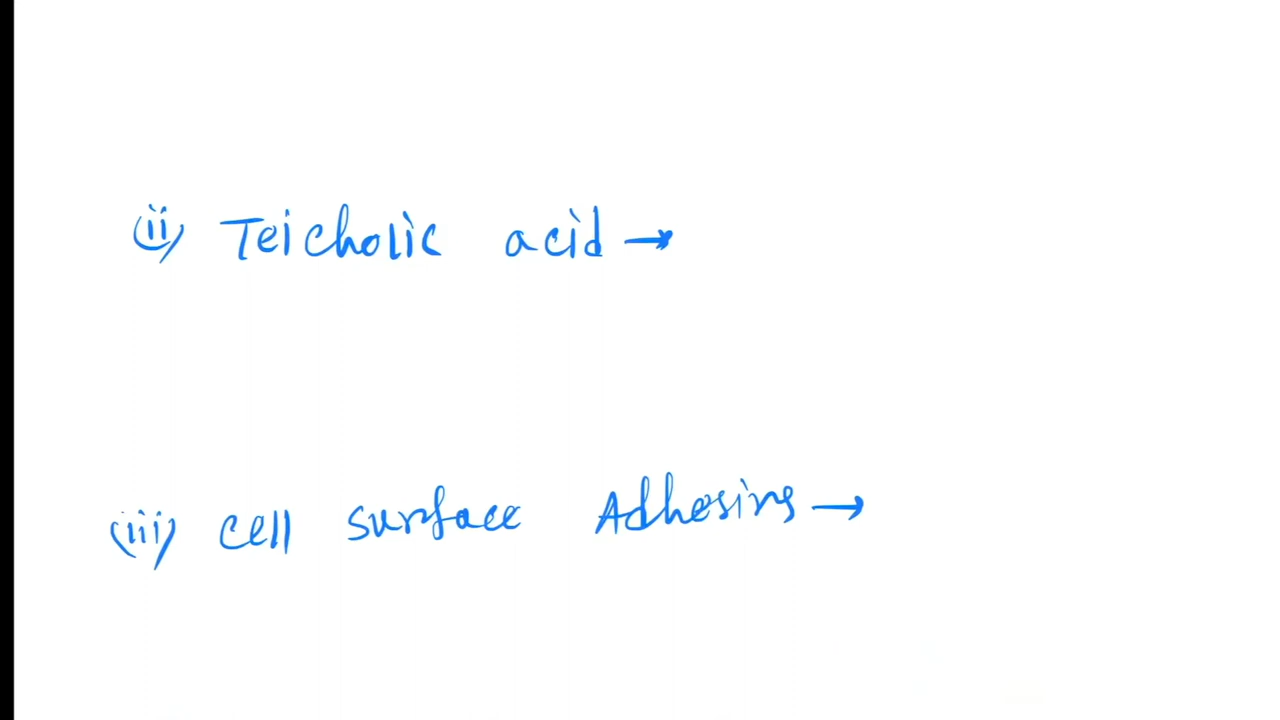 (ii) Teicholic acid →
(iii) cell surface Adhesins →